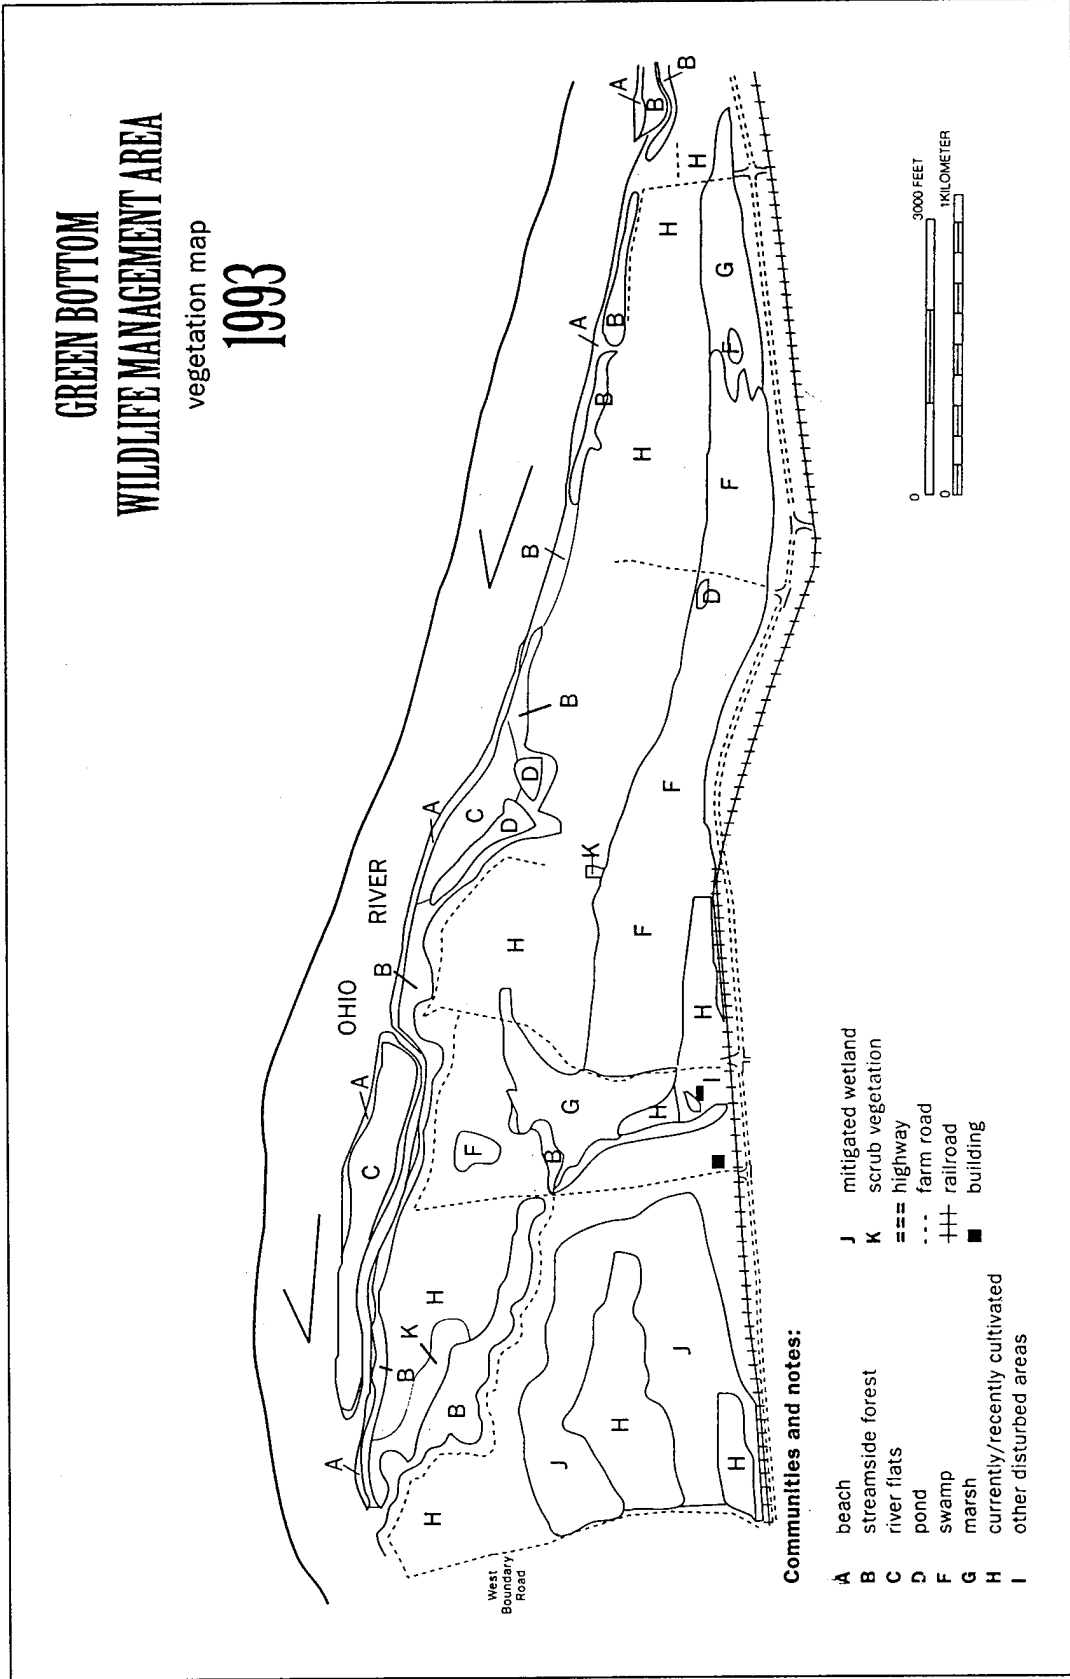 GREEN BOTTOM
WILDLIFE MANAGEMENT AREA
vegetation map
1993
OHIO RIVER
A
A
A
A
A
B
B
B
B
B
B
B
B
B
B
C
C
D
D
D
F
F
F
F
F
G
G
H
H
H
H
H
H
H
H
H
H
I
J
J
K
K
West
Boundary
Road
0 3000 FEET
0 1KILOMETER
Communities and notes:
A beach
B streamside forest
C river flats
D pond
F swamp
G marsh
H currently/recently cultivated
I other disturbed areas
J mitigated wetland
K scrub vegetation
=== highway
--- farm road
railroad
■ building